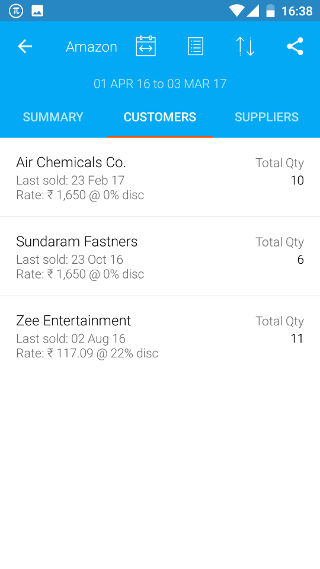 16:38
Amazon
01 APR 16 to 03 MAR 17
SUMMARY CUSTOMERS SUPPLIERS
Air Chemicals Co. Total Qty
Last sold: 23 Feb 17 10
Rate: ₹ 1,650 @ 0% disc
Sundaram Fastners Total Qty
Last sold: 23 Oct 16 6
Rate: ₹ 1,650 @ 0% disc
Zee Entertainment Total Qty
Last sold: 02 Aug 16 11
Rate: ₹ 117.09 @ 22% disc